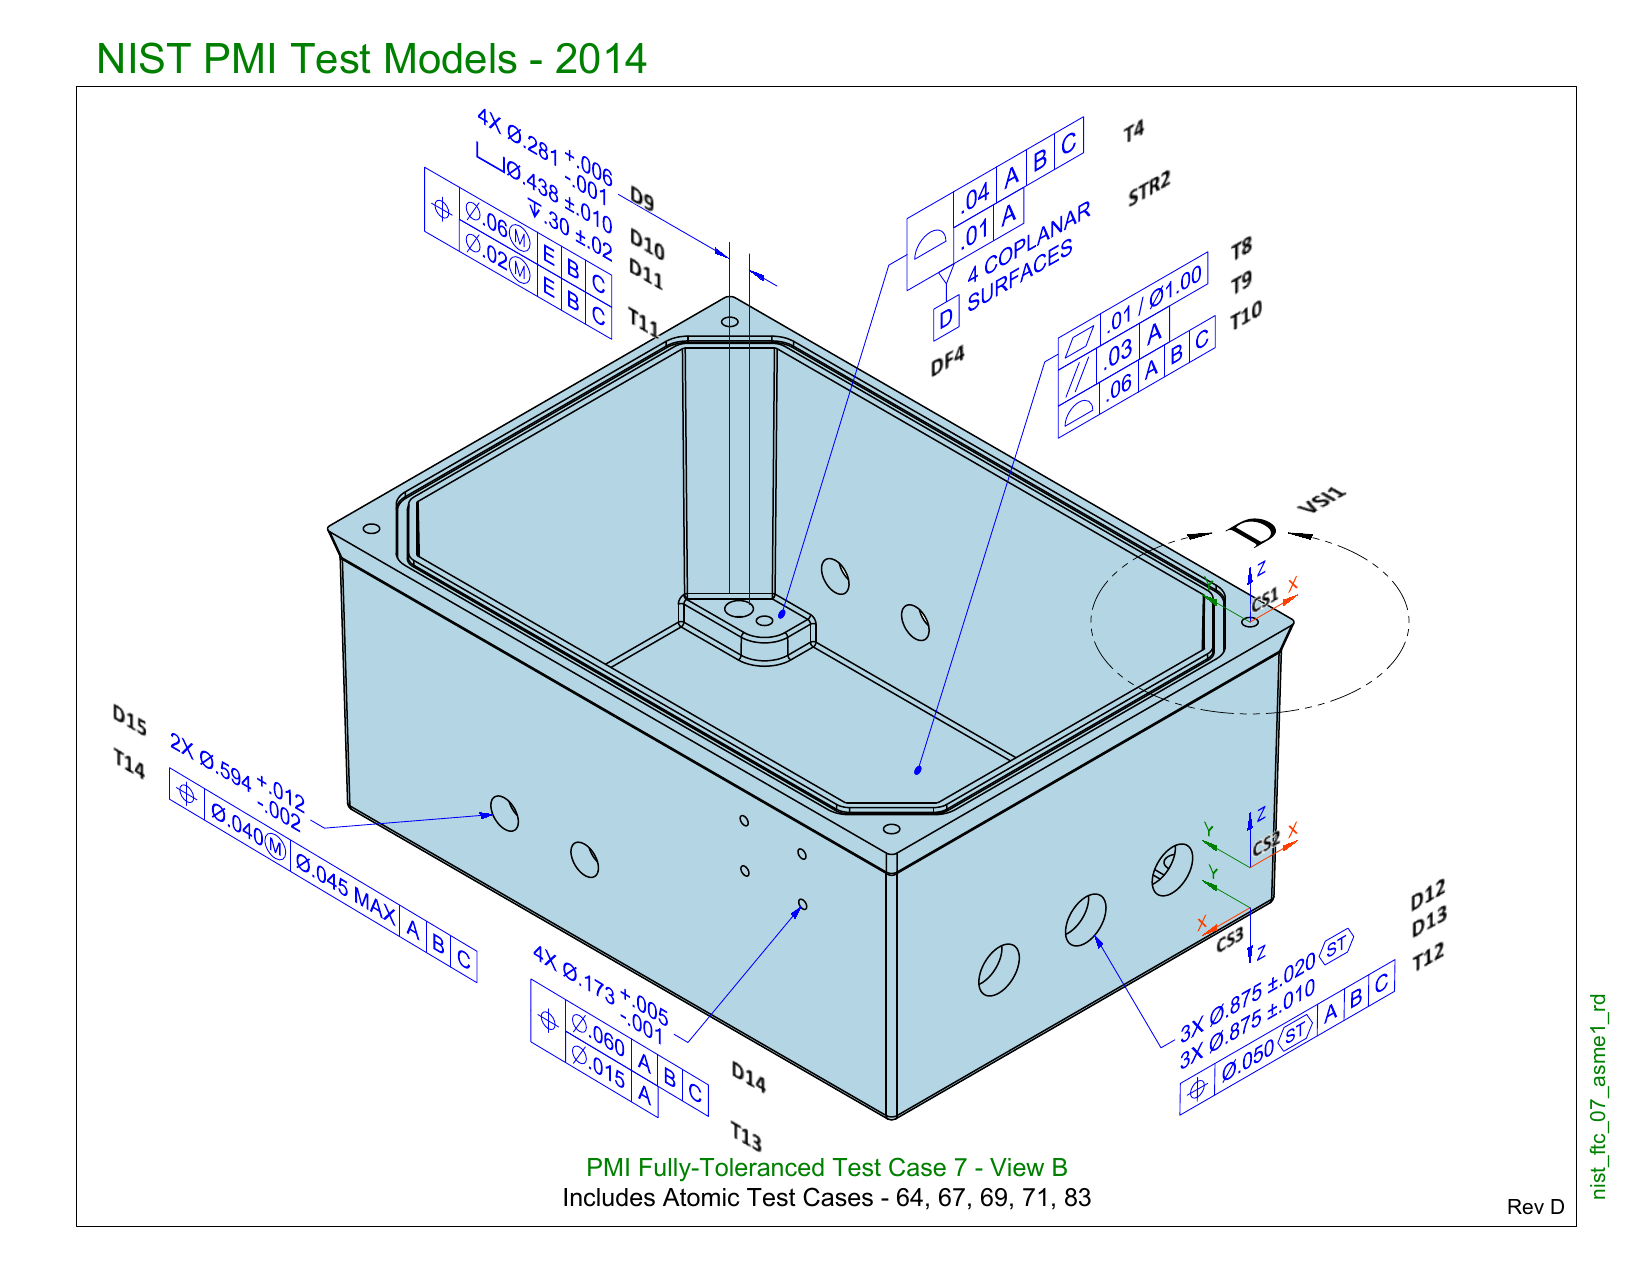 NIST PMI Test Models - 2014
4X Ø.281 +.006 -.001
D9
⌴Ø.438 ±.010
D10
↧.30 ±.02
D11
⌖ Ø.06Ⓜ E B C
Ø.02Ⓜ E B C
T11
⌓ .04 A B C
T4
.01 A
STR2
4 COPLANAR
SURFACES
D
DF4
⏥ .01 / Ø1.00
T8
⫽ .03 A
T9
⌓ .06 A B C
T10
D
VSI1
Z
X
Y
CS1
D15
2X Ø.594 +.012 -.002
T14
⌖ Ø.040Ⓜ Ø.045 MAX A B C
Z
X
Y
CS2
Y
X
Z
CS3
4X Ø.173 +.005 -.001
D14
⌖ Ø.060 A B C
Ø.015 A
T13
3X Ø.875 ±.020 ST
D12
3X Ø.875 ±.010
D13
⌖ Ø.050 ST A B C
T12
PMI Fully-Toleranced Test Case 7 - View B
Includes Atomic Test Cases - 64, 67, 69, 71, 83
Rev D
nist_ftc_07_asme1_rd